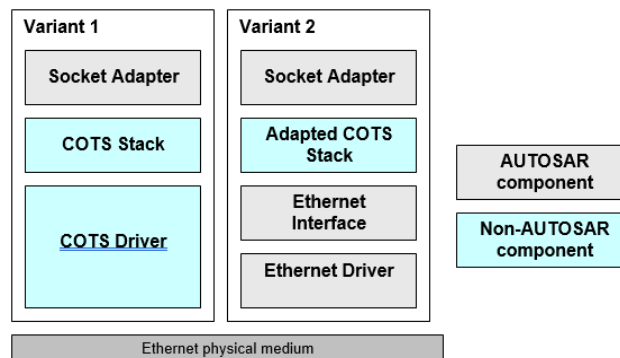 Variant 1
Socket Adapter
COTS Stack
COTS Driver
Variant 2
Socket Adapter
Adapted COTS
Stack
Ethernet
Interface
Ethernet Driver
AUTOSAR
component
Non-AUTOSAR
component
Ethernet physical medium